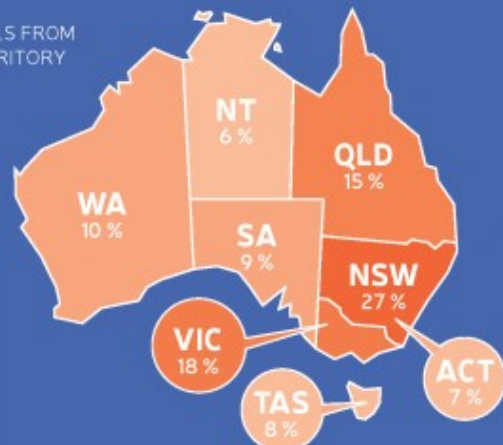 LS FROM
RITORY
NT
6 %
QLD
15 %
WA
10 %
SA
9 %
NSW
27 %
VIC
18 %
ACT
7 %
TAS
8 %